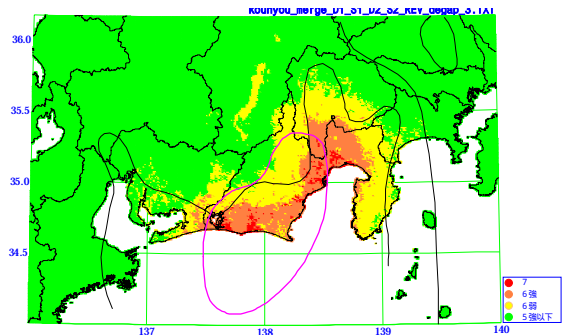 kouhyou_merge_D1_S1_D2_S2_REV_degap_3.TXT
36.0
35.5
35.0
34.5
137
138
139
140
7
6強
6弱
5強以下